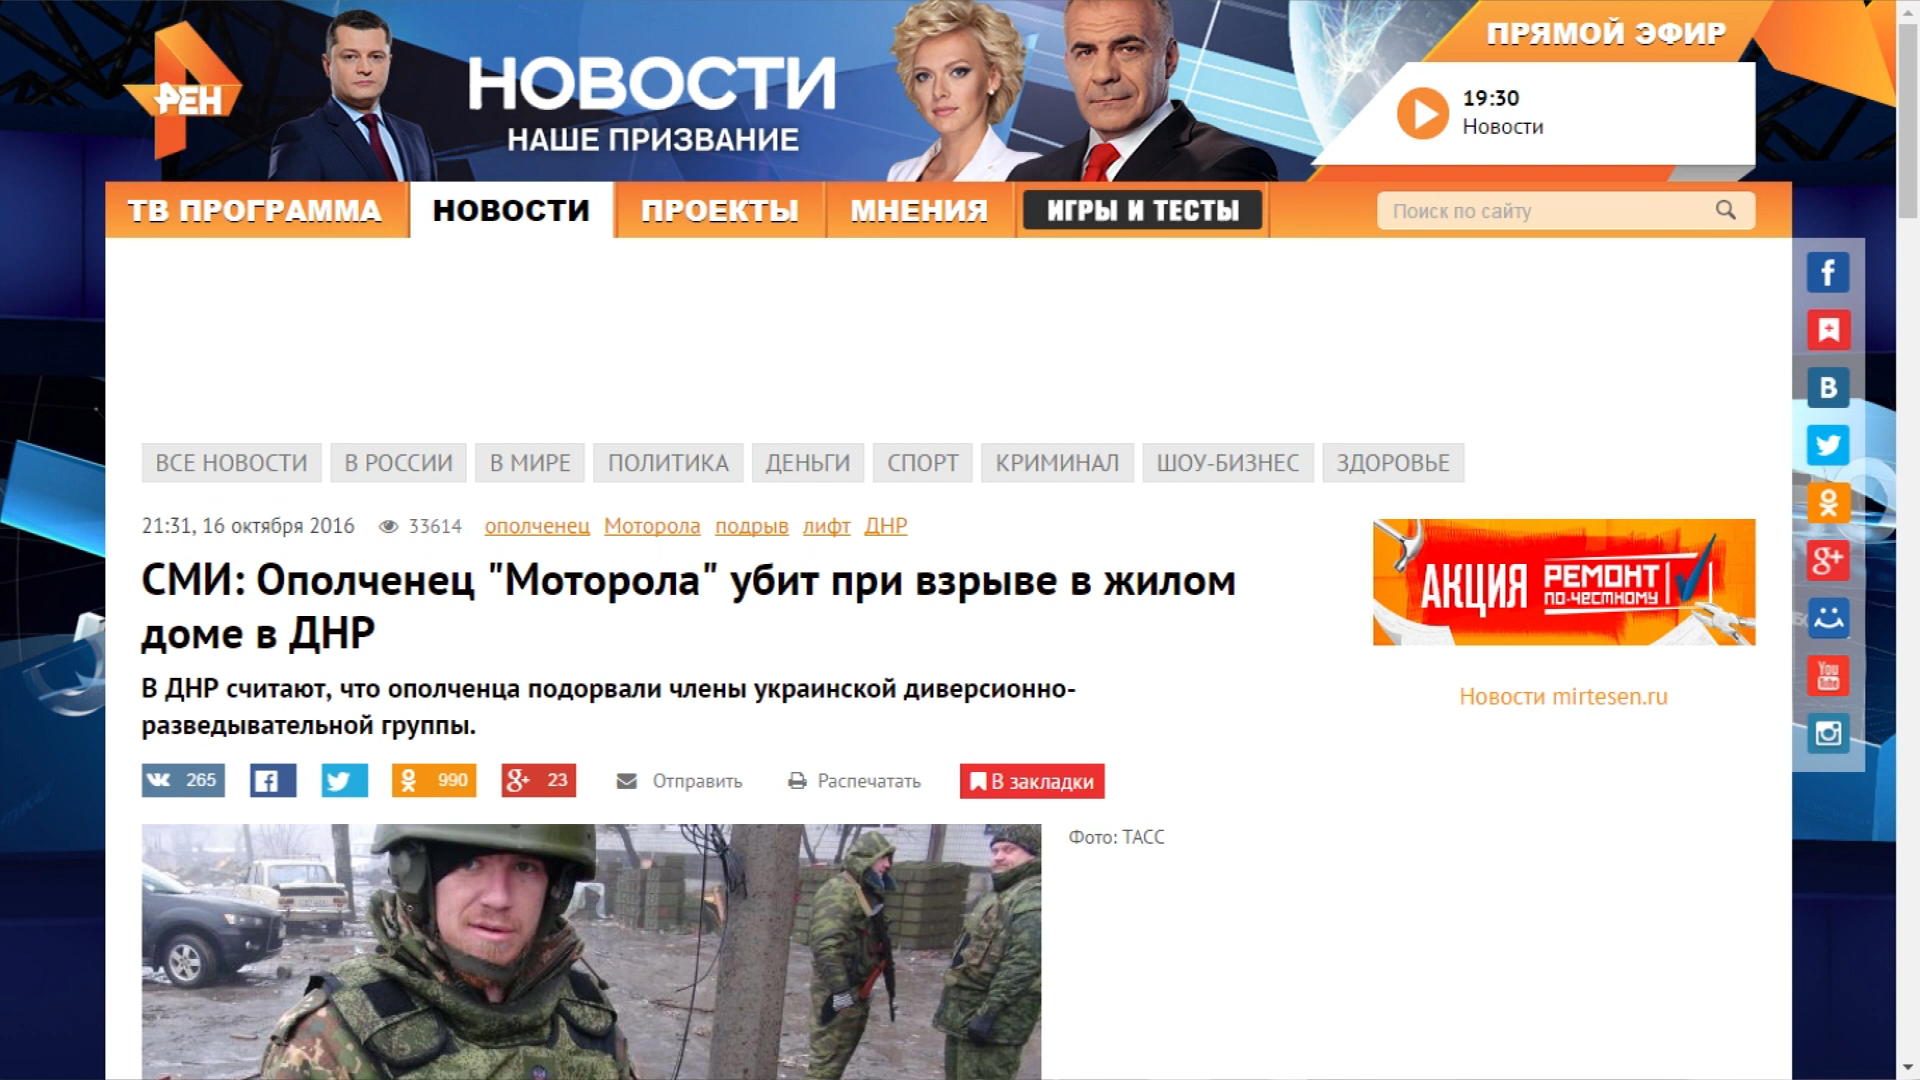 РЕН
НОВОСТИ
НАШЕ ПРИЗВАНИЕ
ПРЯМОЙ ЭФИР
19:30
Новости
ТВ ПРОГРАММА
НОВОСТИ
ПРОЕКТЫ
МНЕНИЯ
ИГРЫ И ТЕСТЫ
Поиск по сайту
ВСЕ НОВОСТИ
В РОССИИ
В МИРЕ
ПОЛИТИКА
ДЕНЬГИ
СПОРТ
КРИМИНАЛ
ШОУ-БИЗНЕС
ЗДОРОВЬЕ
21:31, 16 октября 2016 33614 ополченец Моторола подрыв лифт ДНР
СМИ: Ополченец "Моторола" убит при взрыве в жилом
доме в ДНР
В ДНР считают, что ополченца подорвали члены украинской диверсионно-
разведывательной группы.
265
990
g+ 23
Отправить
Распечатать
В закладки
Фото: ТАСС
АКЦИЯ
РЕМОНТ
ПО-ЧЕСТНОМУ
Новости mirtesen.ru
f
B
g+
You
Tube